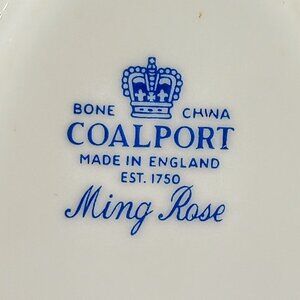 BONE CHINA
COALPORT
MADE IN ENGLAND
EST. 1750
Ming Rose